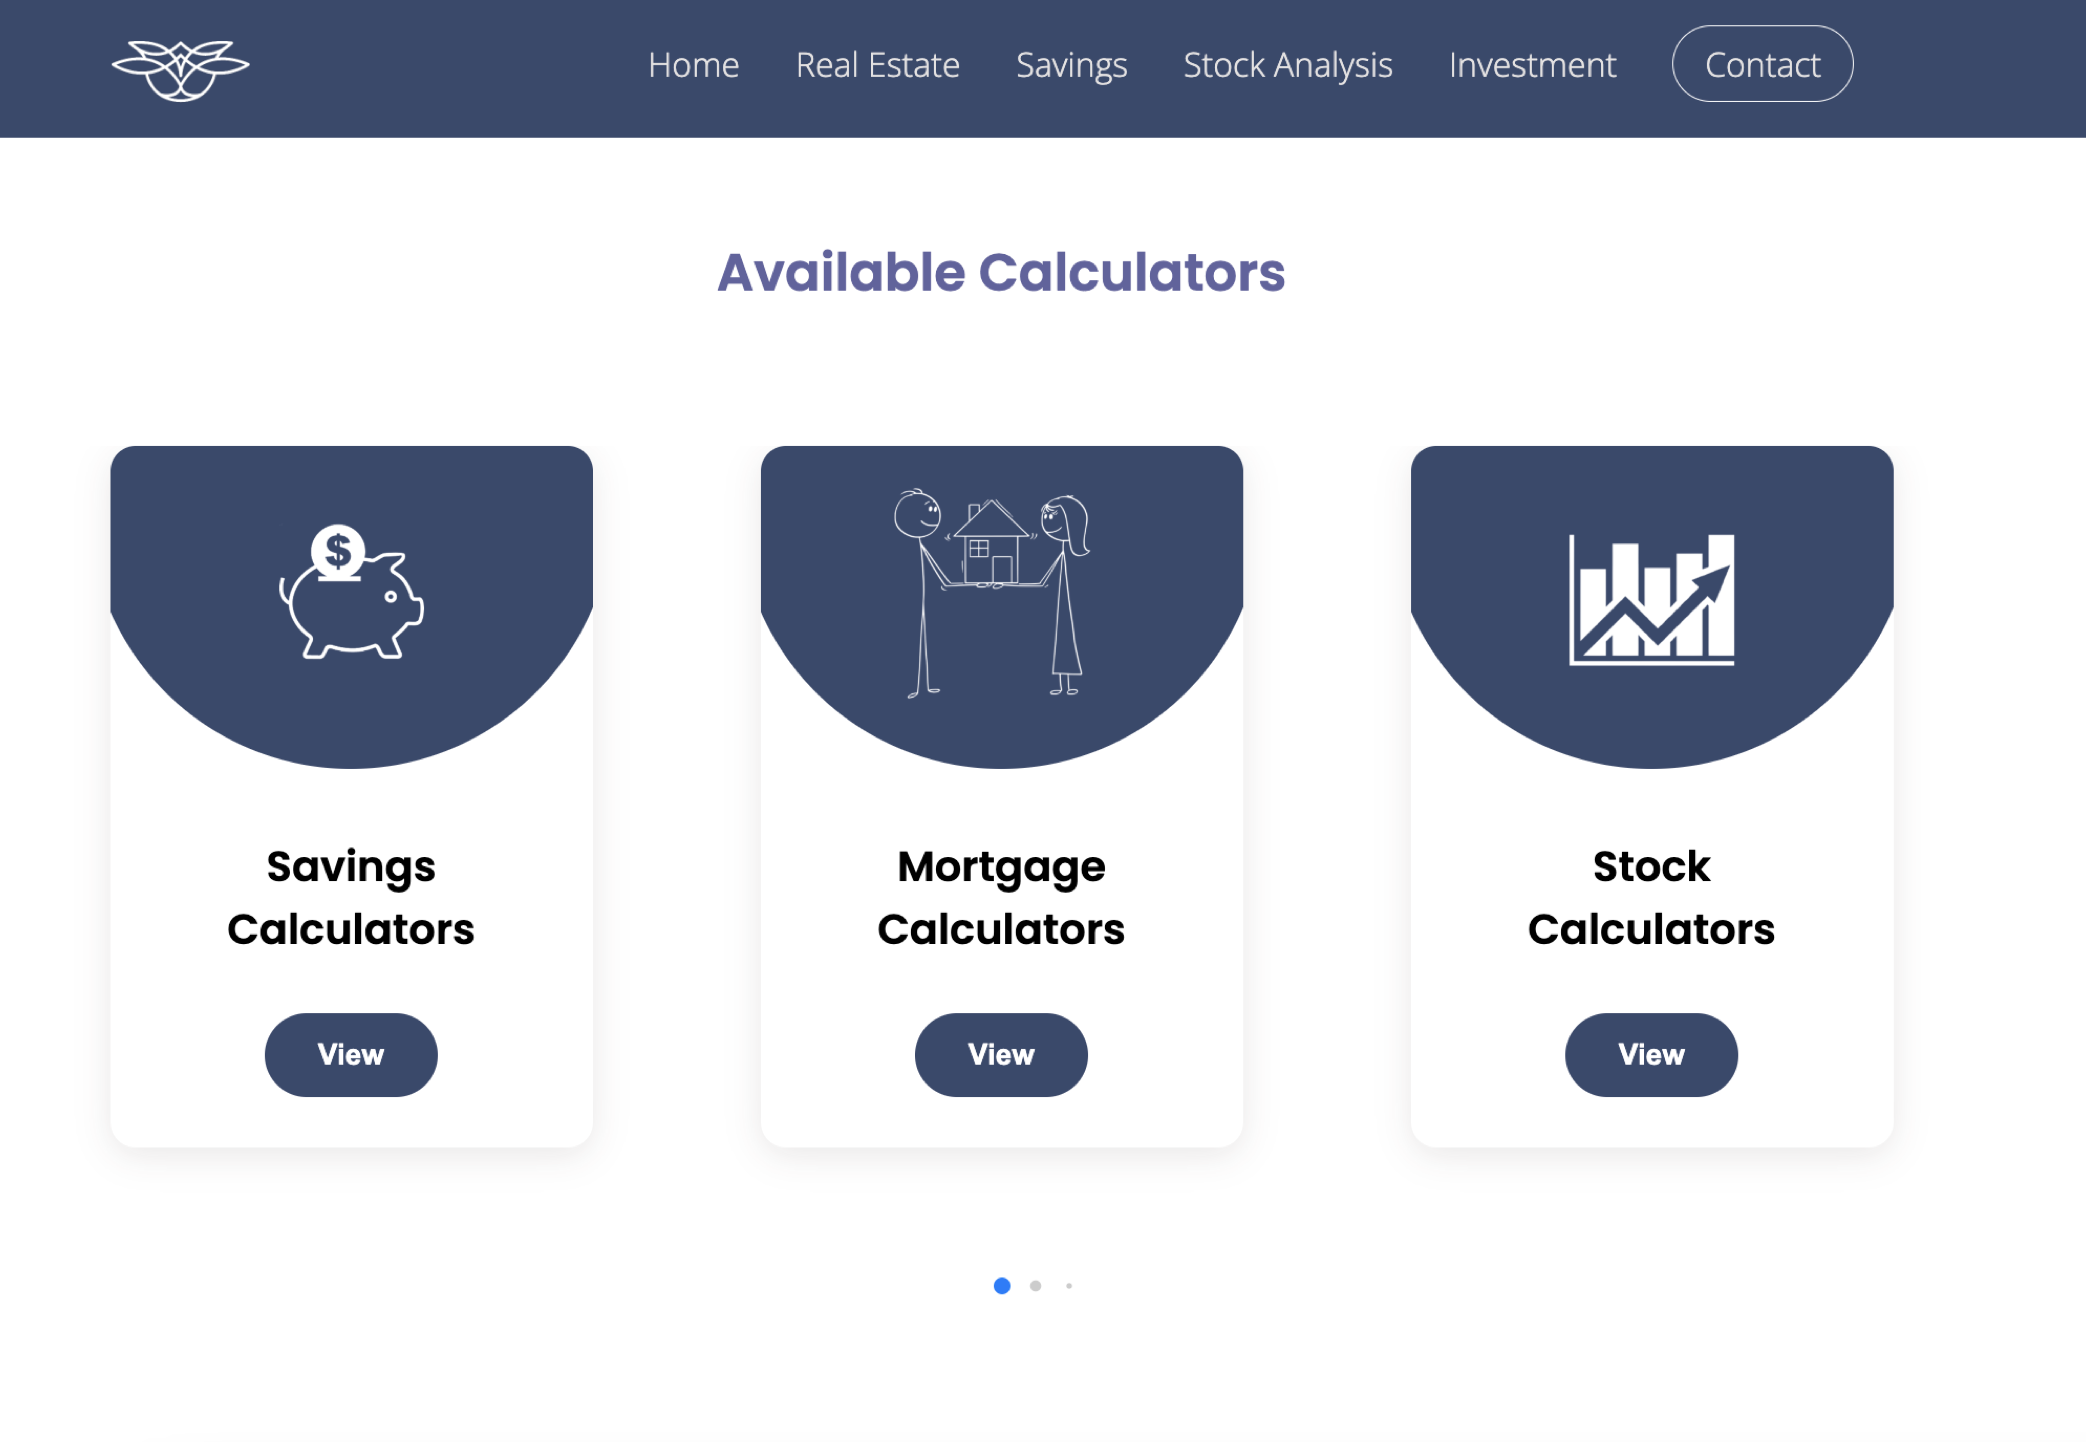 Home Real Estate Savings Stock Analysis Investment Contact
Available Calculators
$
Savings
Calculators
View
Mortgage
Calculators
View
Stock
Calculators
View